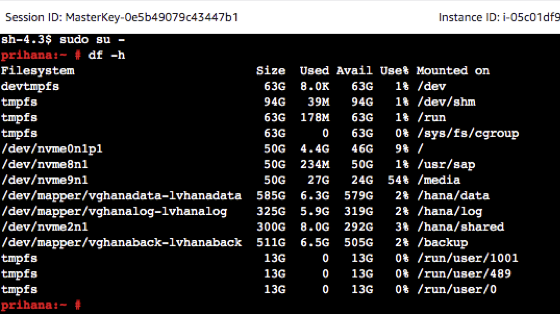 Session ID: MasterKey-0e5b49079c43447b1 Instance ID: i-05c01df9
sh-4.3$ sudo su -
prihana:~ # df -h
Filesystem Size Used Avail Use% Mounted on
devtmpfs 63G 8.0K 63G 1% /dev
tmpfs 94G 39M 94G 1% /dev/shm
tmpfs 63G 178M 63G 1% /run
tmpfs 63G 0 63G 0% /sys/fs/cgroup
/dev/nvme0n1p1 50G 4.4G 46G 9% /
/dev/nvme8n1 50G 234M 50G 1% /usr/sap
/dev/nvme9n1 50G 27G 24G 54% /media
/dev/mapper/vghanadata-lvhanadata 585G 6.3G 579G 2% /hana/data
/dev/mapper/vghanalog-lvhanalog 325G 5.9G 319G 2% /hana/log
/dev/nvme2n1 300G 8.0G 292G 3% /hana/shared
/dev/mapper/vghanaback-lvhanaback 511G 6.5G 505G 2% /backup
tmpfs 13G 0 13G 0% /run/user/1001
tmpfs 13G 0 13G 0% /run/user/489
tmpfs 13G 0 13G 0% /run/user/0
prihana:~ #